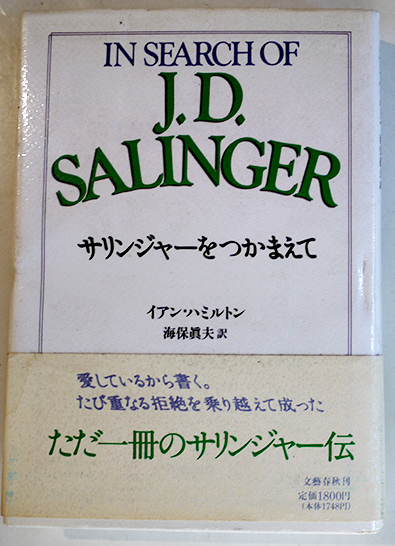 IN SEARCH OF
J.D.
SALINGER
サリンジャーをつかまえて
イアン・ハミルトン
海保眞夫訳
愛しているから書く。
たび重なる拒絶を乗り越えて成った
ただ一冊のサリンジャー伝
文藝春秋刊
定価1800円
(本体1748円)